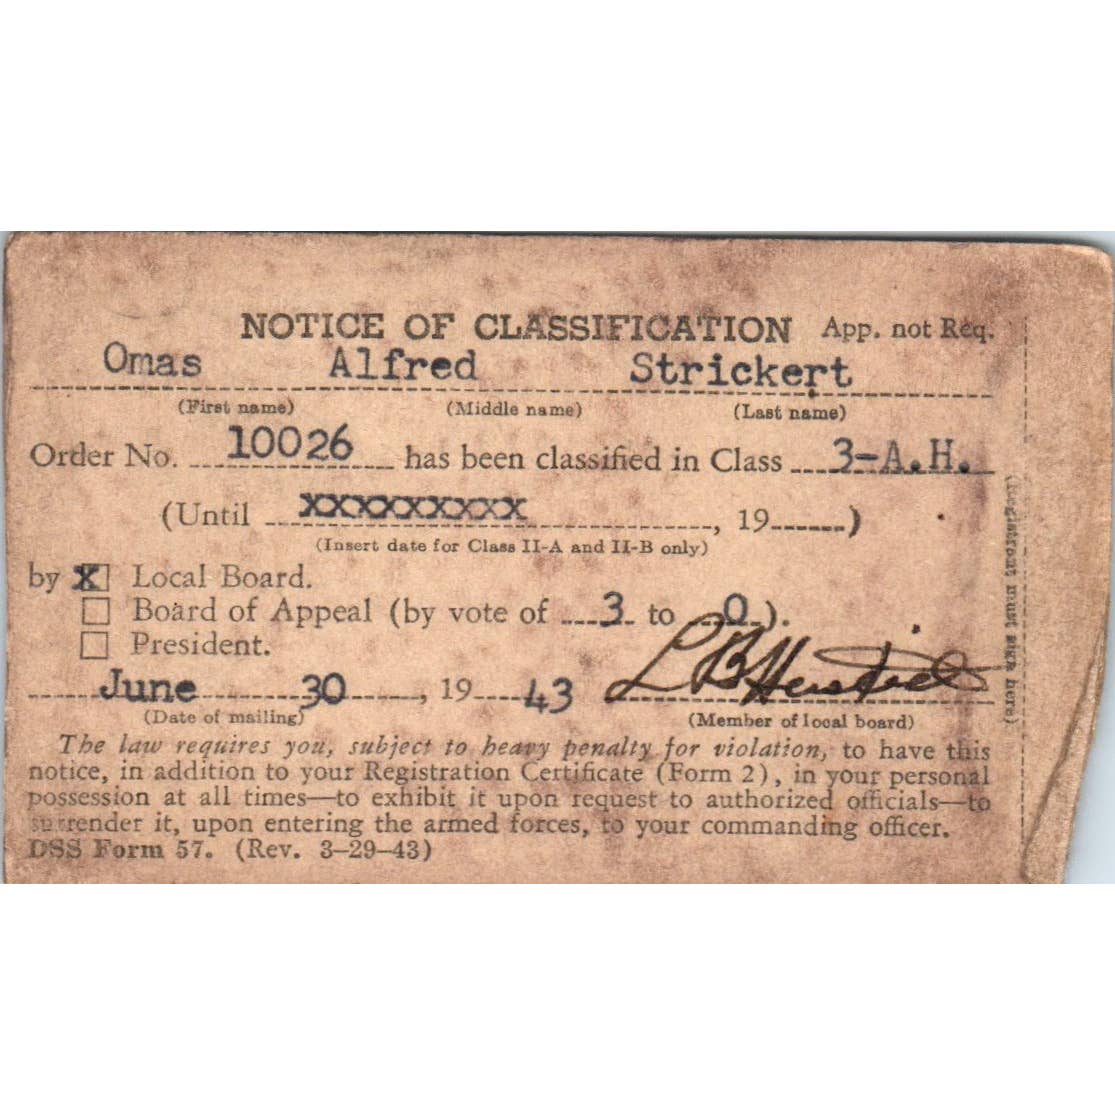 NOTICE OF CLASSIFICATION App. not Req.
Omas Alfred Strickert
(First name) (Middle name) (Last name)
Order No. 10026 has been classified in Class 3-A.H.
(Until xxxxxxxxx, 19 )
(Insert date for Class II-A and II-B only)
by X Local Board.
Board of Appeal (by vote of 3 to 0).
President.
June 30, 19 43
(Date of mailing) (Member of local board)
The law requires you, subject to heavy penalty for violation, to have this
notice, in addition to your Registration Certificate (Form 2), in your personal
possession at all times—to exhibit it upon request to authorized officials—to
surrender it, upon entering the armed forces, to your commanding officer.
DSS Form 57. (Rev. 3-29-43)
(Registrant must sign here)